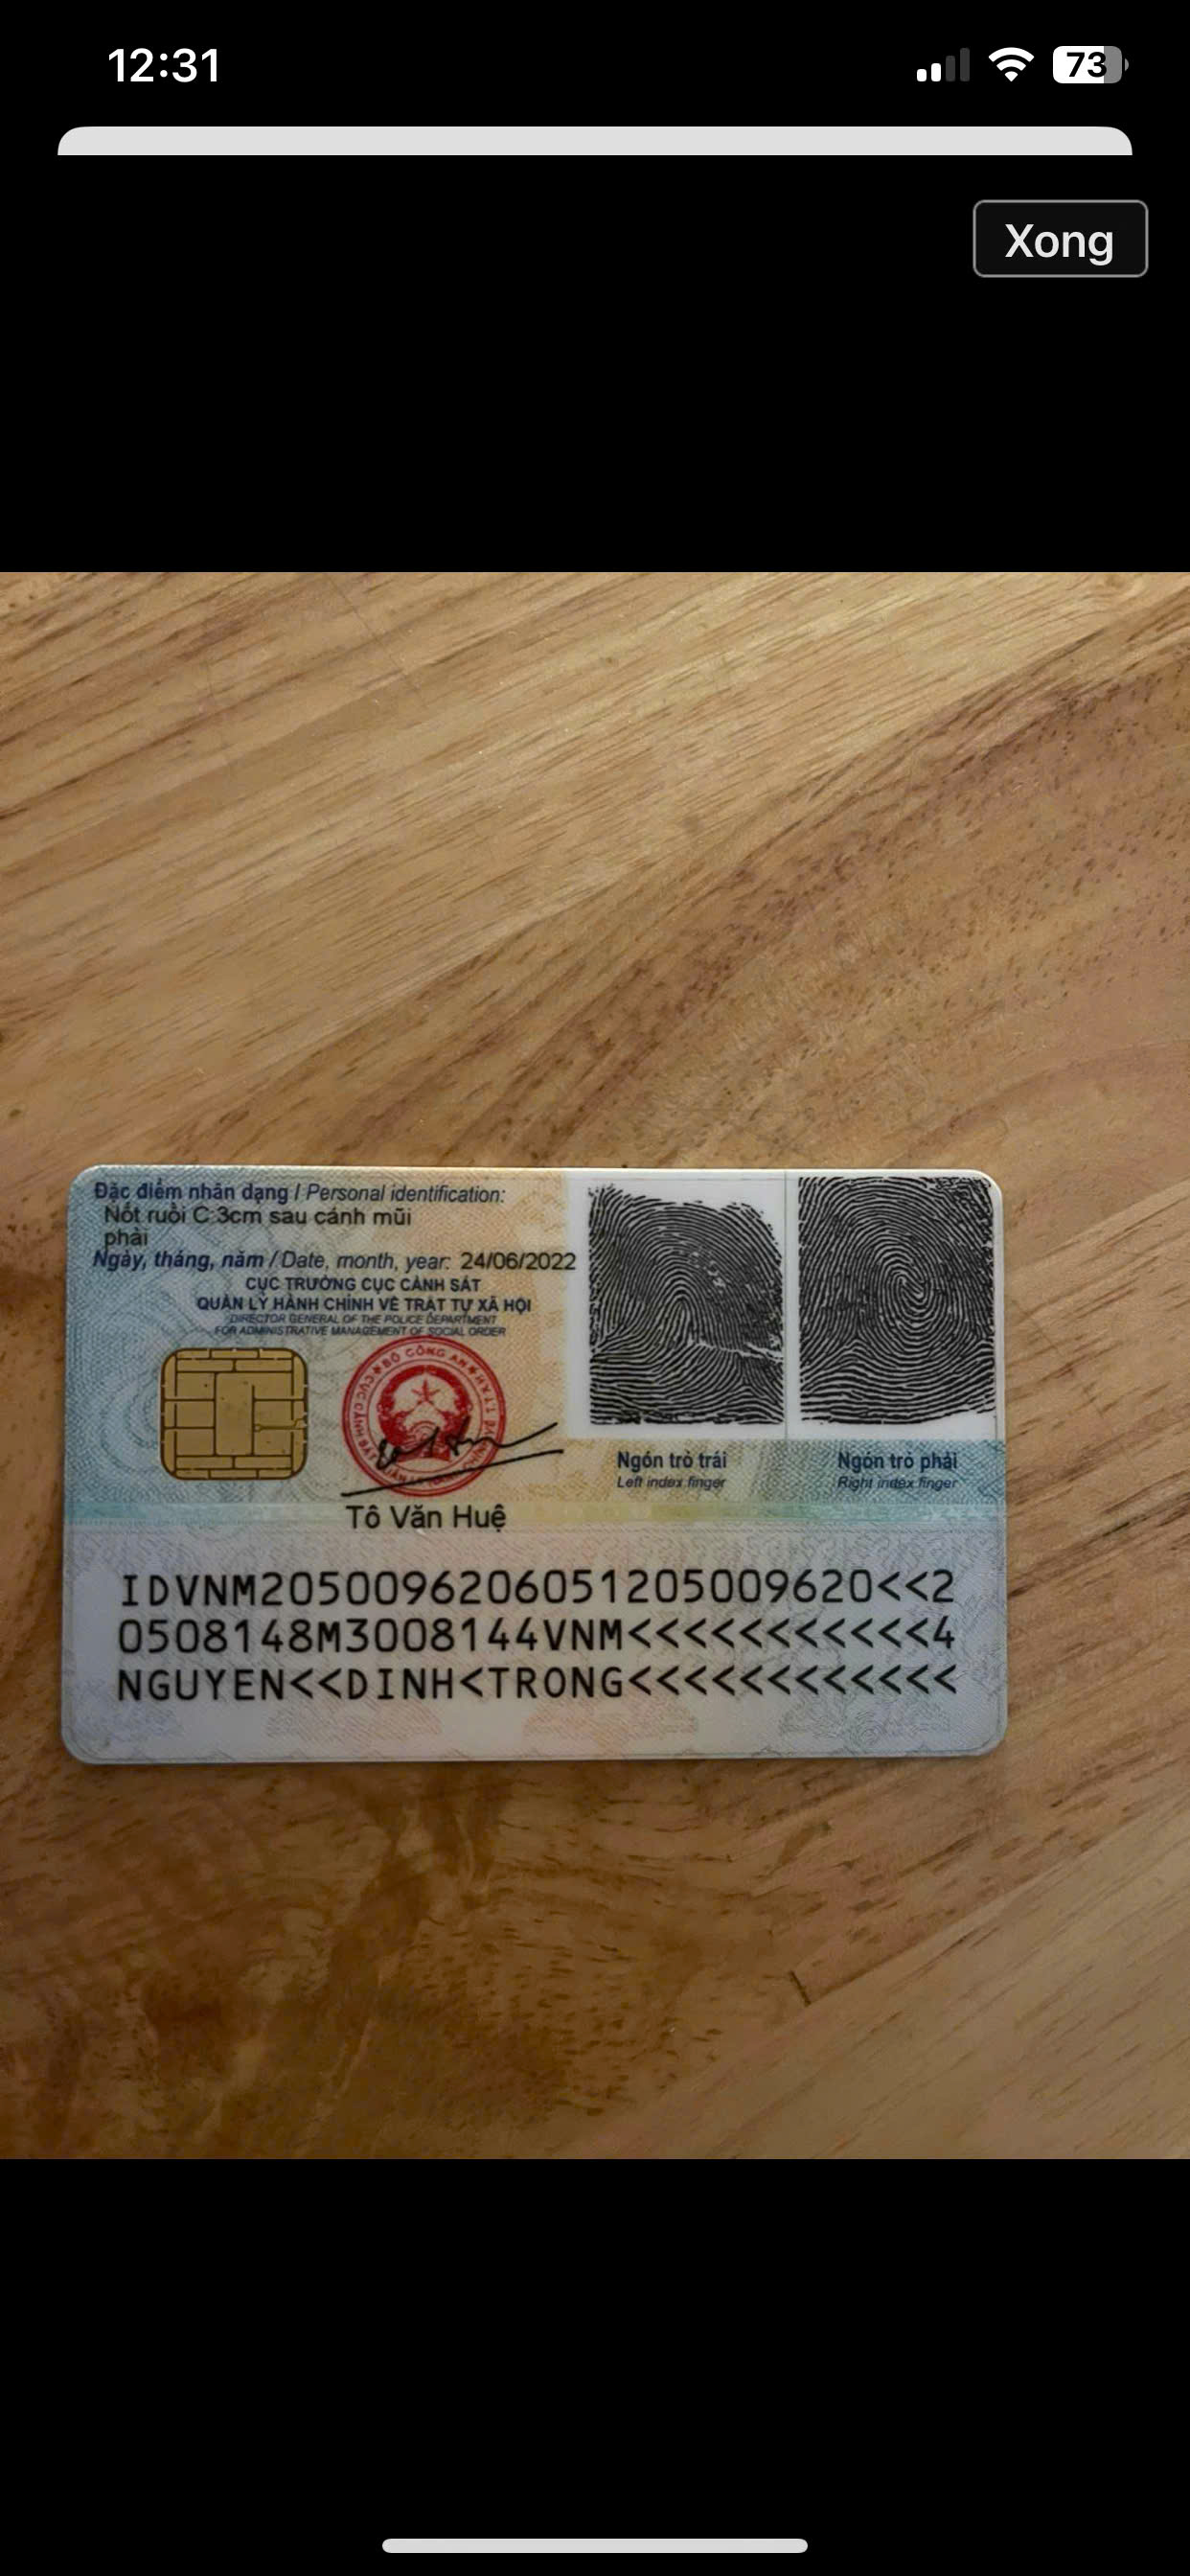 12:31
73
Xong
Đặc điểm nhân dạng / Personal identification:
Nốt ruồi C 3cm sau cánh mũi
phải
Ngày, tháng, năm / Date, month, year: 24/06/2022
CỤC TRƯỞNG CỤC CẢNH SÁT
QUẢN LÝ HÀNH CHÍNH VỀ TRẬT TỰ XÃ HỘI
DIRECTOR GENERAL OF THE POLICE DEPARTMENT
FOR ADMINISTRATIVE MANAGEMENT OF SOCIAL ORDER
BỘ CÔNG AN
Tô Văn Huệ
Ngón trỏ trái
Left index finger
Ngón trỏ phải
Right index finger
IDVNM2050096206051205009620<<2
0508148M3008144VNM<<<<<<<<<<<4
NGUYEN<<DINH<TRONG<<<<<<<<<<<<